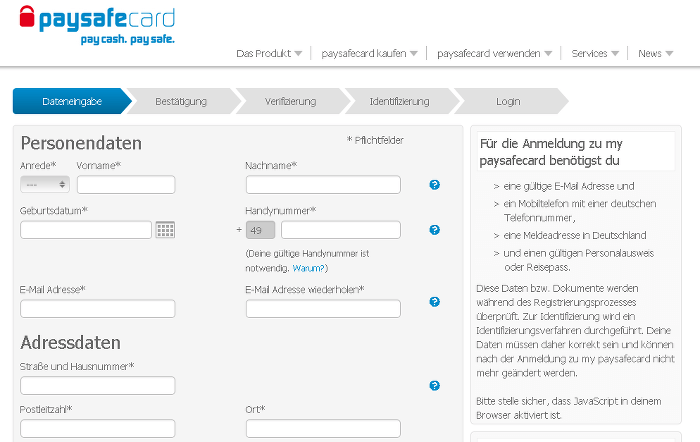 paysafecard
pay cash. pay safe.
Das Produkt paysafecard kaufen paysafecard verwenden Services News
Dateneingabe Bestätigung Verifizierung Identifizierung Login
Personendaten
* Pflichtfelder
Anrede* Vorname* Nachname*
---
?
Geburtsdatum* Handynummer*
+ 49
?
(Deine gültige Handynummer ist
notwendig. Warum?)
E-Mail Adresse* E-Mail Adresse wiederholen*
?
Adressdaten
Straße und Hausnummer*
?
Postleitzahl* Ort*
Für die Anmeldung zu my
paysafecard benötigst du
> eine gültige E-Mail Adresse und
> ein Mobiltelefon mit einer deutschen
Telefonnummer,
> eine Meldeadresse in Deutschland
> und einen gültigen Personalausweis
oder Reisepass.
Diese Daten bzw. Dokumente werden
während des Registrierungsprozesses
überprüft. Zur Identifizierung wird ein
Identifizierungsverfahren durchgeführt. Deine
Daten müssen daher korrekt sein und können
nach der Anmeldung zu my paysafecard nicht
mehr geändert werden.
Bitte stelle sicher, dass JavaScript in deinem
Browser aktiviert ist.